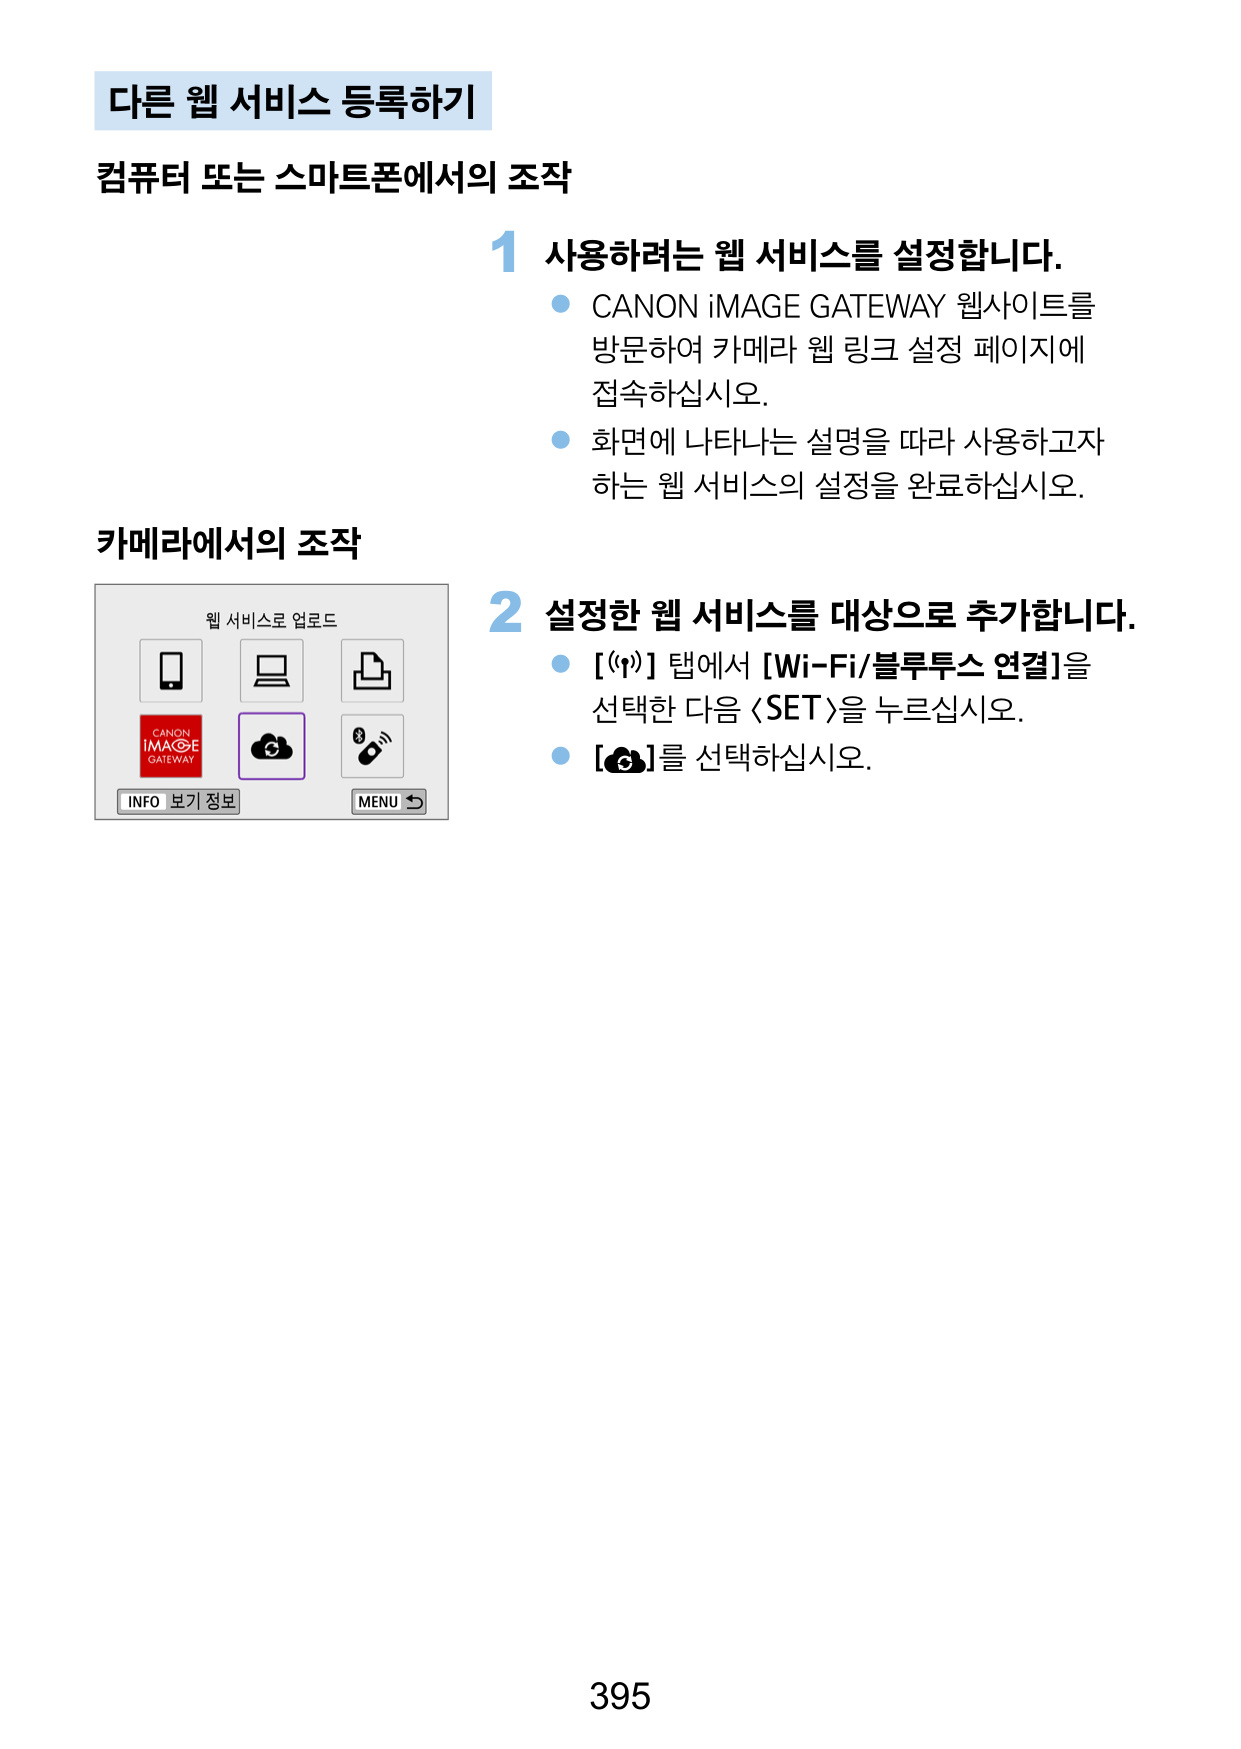 다른 웹 서비스 등록하기
컴퓨터 또는 스마트폰에서의 조작
1 사용하려는 웹 서비스를 설정합니다.
● CANON iMAGE GATEWAY 웹사이트를
방문하여 카메라 웹 링크 설정 페이지에
접속하십시오.
● 화면에 나타나는 설명을 따라 사용하고자
하는 웹 서비스의 설정을 완료하십시오.
카메라에서의 조작
웹 서비스로 업로드
CANON
iMAGE
GATEWAY
INFO 보기 정보
MENU
2 설정한 웹 서비스를 대상으로 추가합니다.
● [ ] 탭에서 [Wi-Fi/블루투스 연결]을
선택한 다음 <SET>을 누르십시오.
● [ ]를 선택하십시오.
395